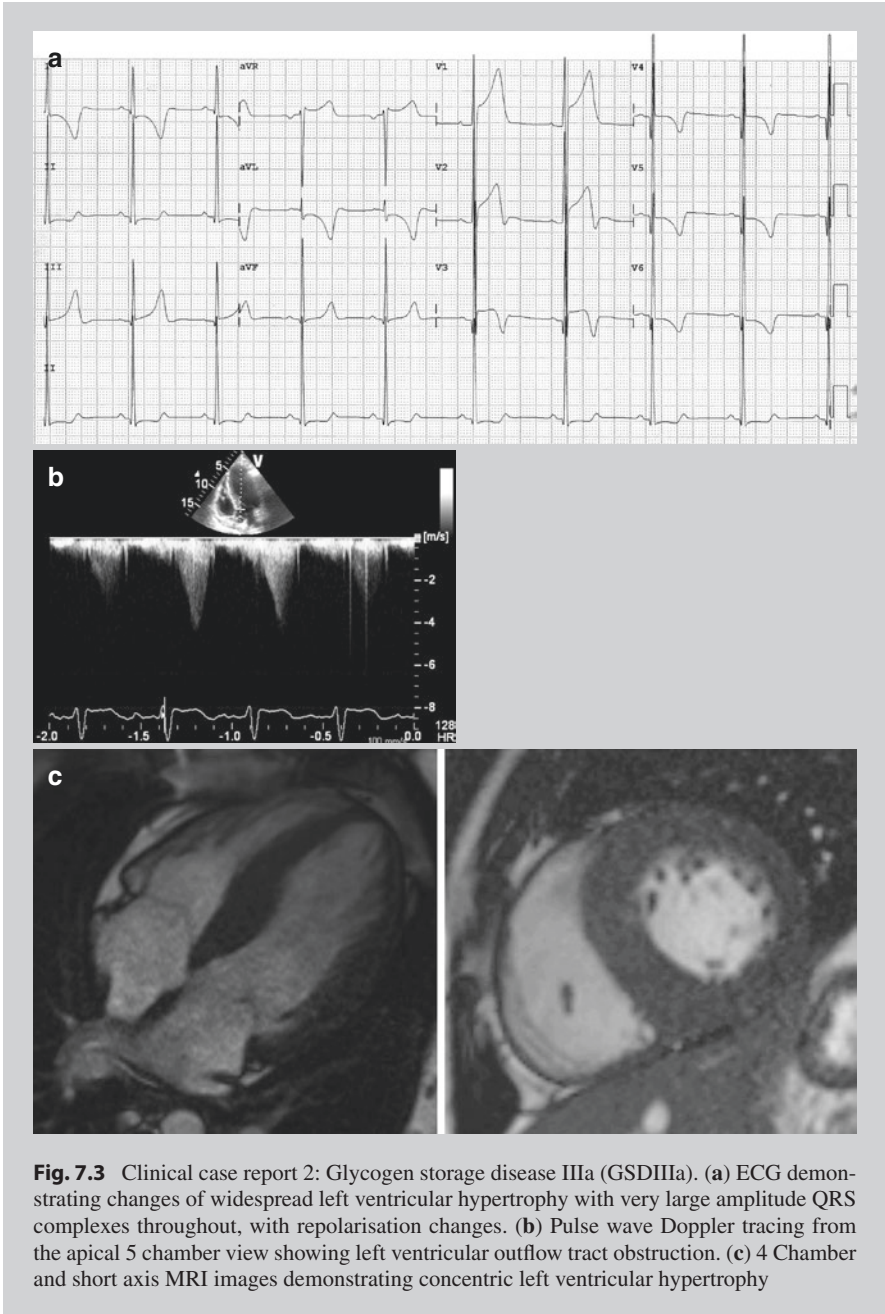 a
I aVR V1 V4
II aVL V2 V5
III aVF V3 V6
II
b
V
5
10
15
[m/s]
-2
-4
-6
-8
-2.0 -1.5 -1.0 -0.5 0.0
100 mm/s
128
HR
c
Fig. 7.3 Clinical case report 2: Glycogen storage disease IIIa (GSDIIIa). (a) ECG demon-
strating changes of widespread left ventricular hypertrophy with very large amplitude QRS
complexes throughout, with repolarisation changes. (b) Pulse wave Doppler tracing from
the apical 5 chamber view showing left ventricular outflow tract obstruction. (c) 4 Chamber
and short axis MRI images demonstrating concentric left ventricular hypertrophy